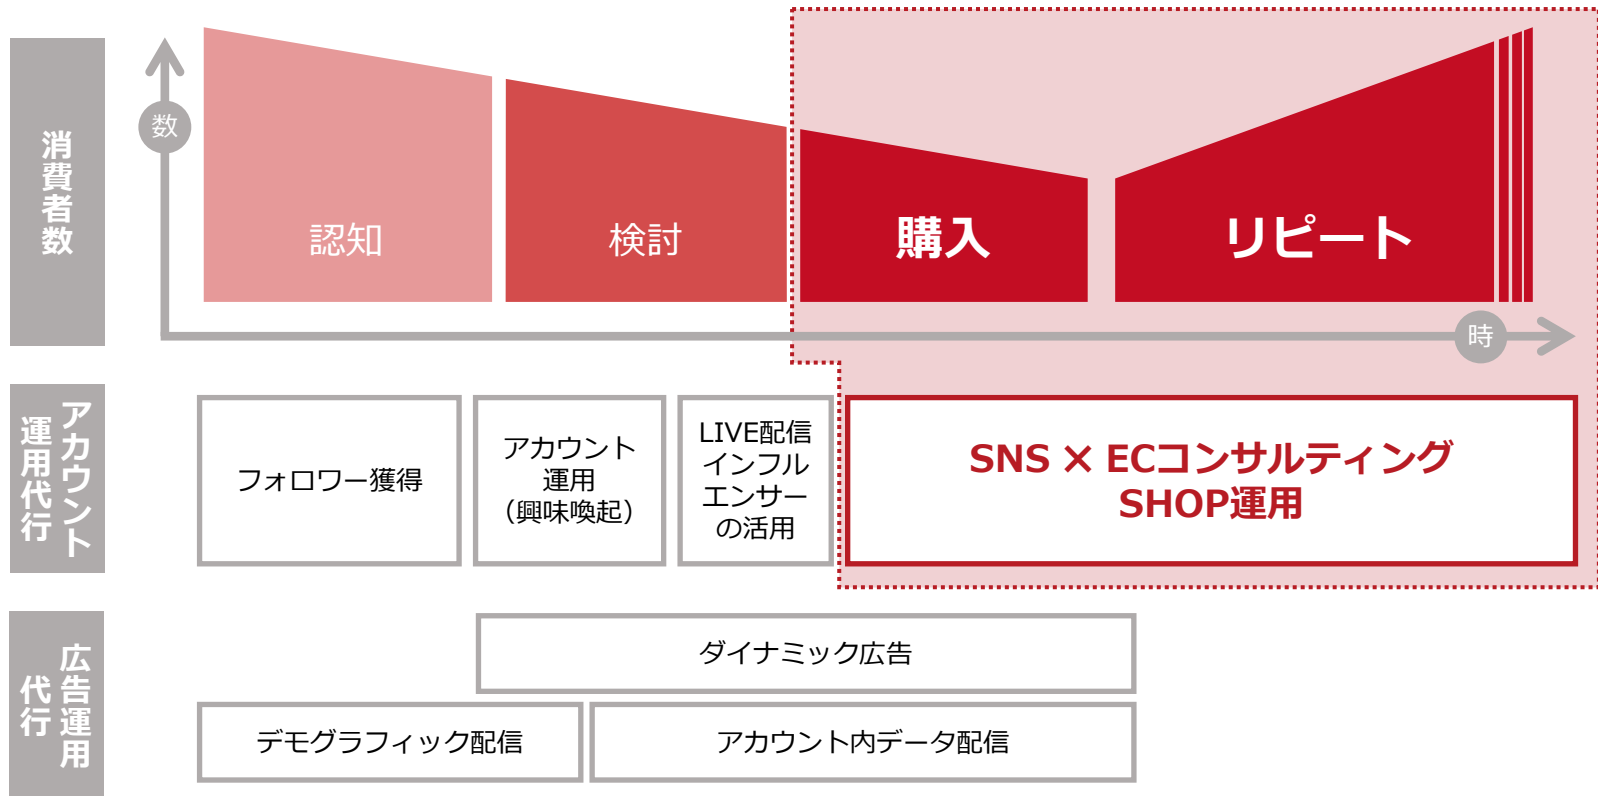 消費者数
数
認知
検討
購入
リピート
時
アカウント
運用代行
フォロワー獲得
アカウント
運用
（興味喚起）
LIVE配信
インフル
エンサー
の活用
SNS × ECコンサルティング
SHOP運用
広告運用
代行
ダイナミック広告
デモグラフィック配信
アカウント内データ配信